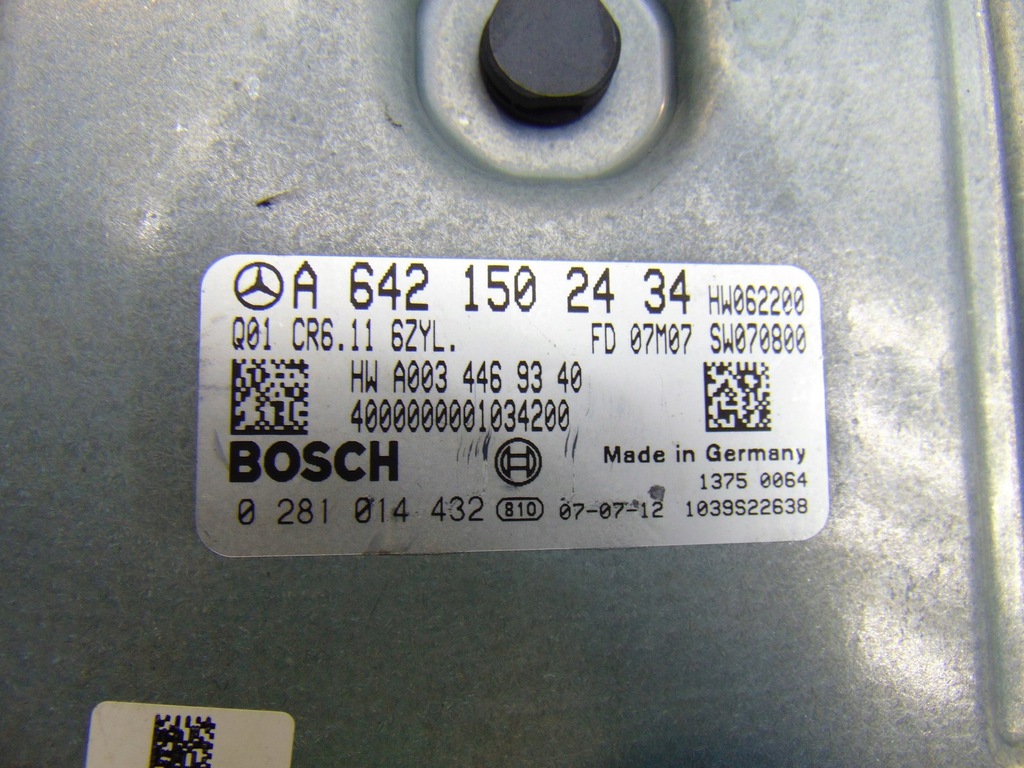 A 642 150 24 34 HW062200
Q01 CR6.11 6ZYL. FD 07M07 SW070800
HW A003 446 93 40
4000000001034200
BOSCH Made in Germany
1375 0064
0 281 014 432 810 07-07-12 1039S22638